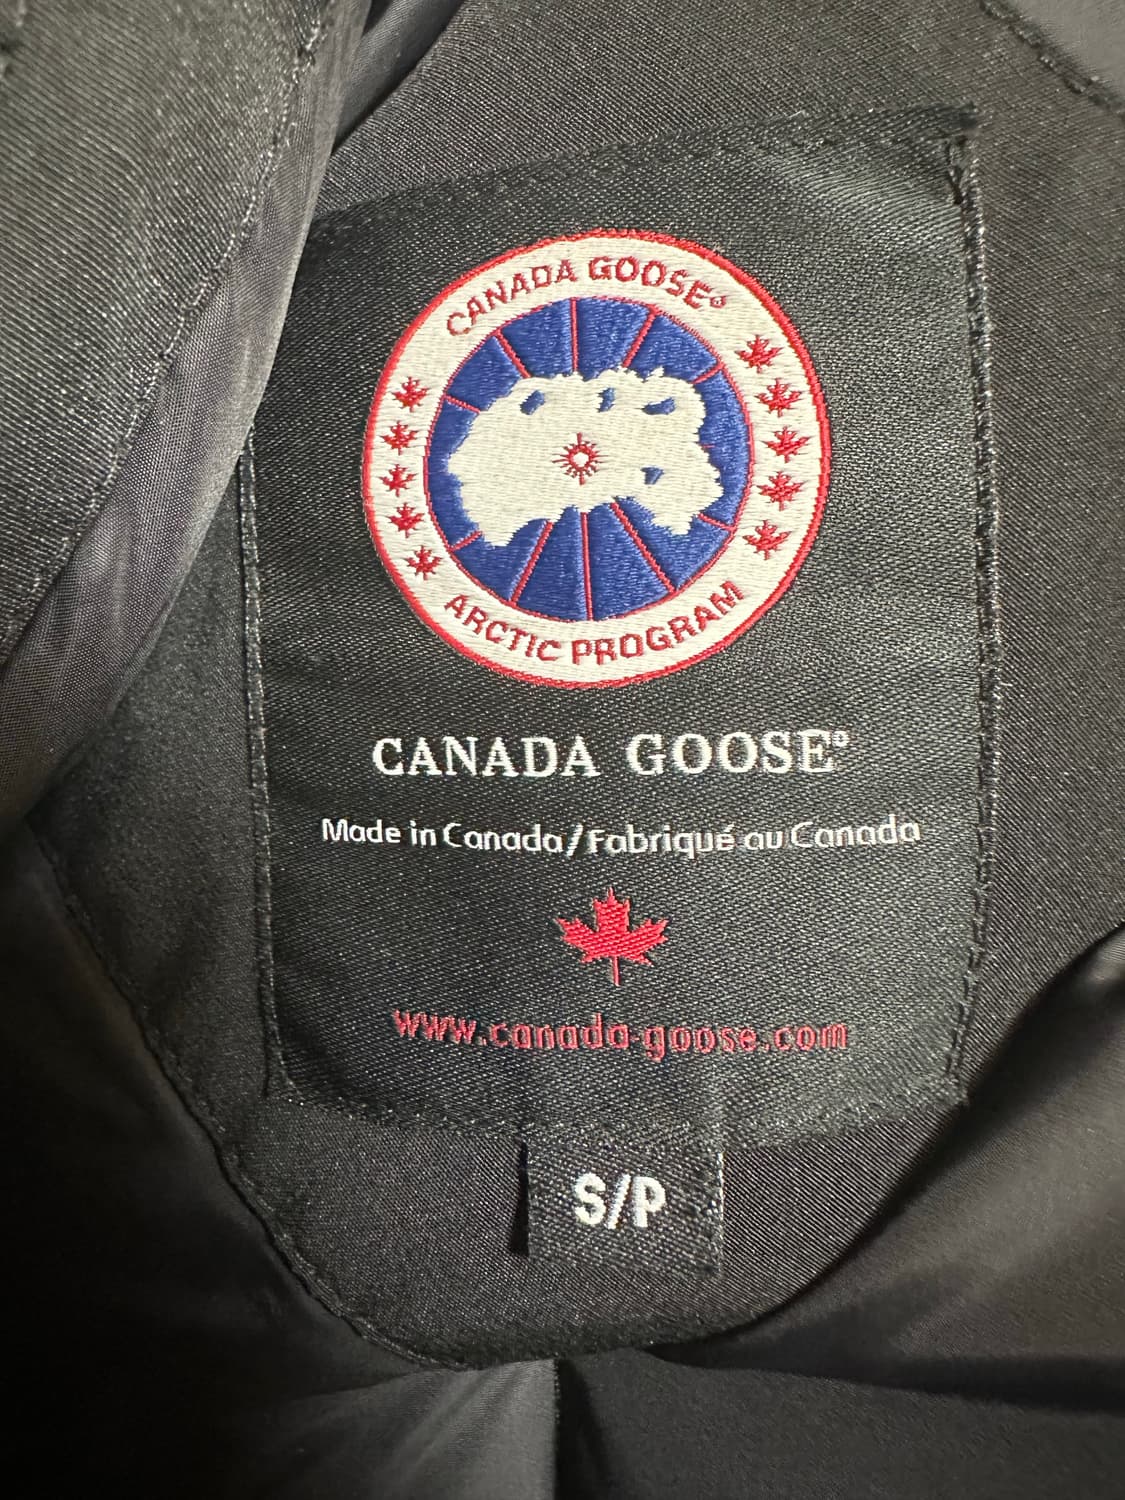 CANADA GOOSE®
ARCTIC PROGRAM
CANADA GOOSE®
Made in Canada/Fabriqué au Canada
www.canada-goose.com
S/P